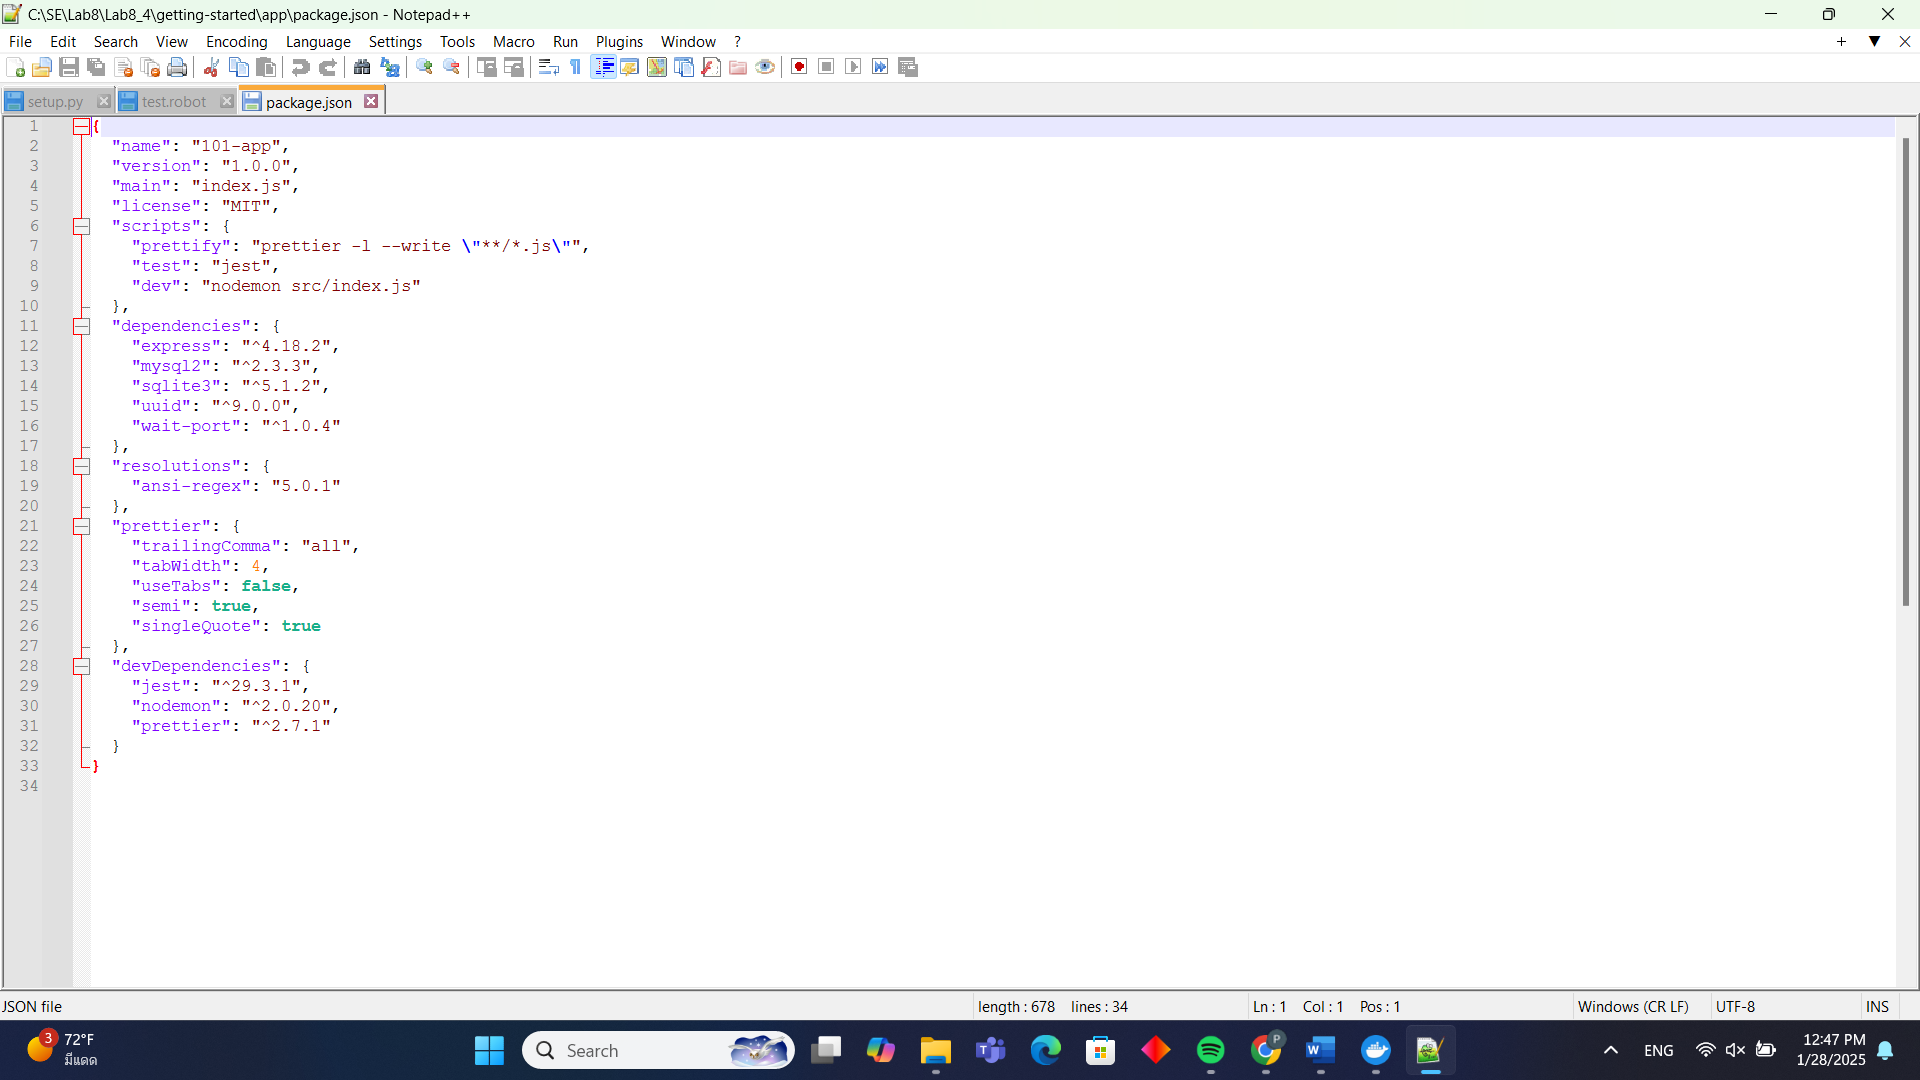 C:\SE\Lab8\Lab8_4\getting-started\app\package.json - Notepad++
File Edit Search View Encoding Language Settings Tools Macro Run Plugins Window ?
setup.py test.robot package.json
1 {
2 "name": "101-app",
3 "version": "1.0.0",
4 "main": "index.js",
5 "license": "MIT",
6 "scripts": {
7 "prettify": "prettier -l --write \"**/*.js\"",
8 "test": "jest",
9 "dev": "nodemon src/index.js"
10 },
11 "dependencies": {
12 "express": "^4.18.2",
13 "mysql2": "^2.3.3",
14 "sqlite3": "^5.1.2",
15 "uuid": "^9.0.0",
16 "wait-port": "^1.0.4"
17 },
18 "resolutions": {
19 "ansi-regex": "5.0.1"
20 },
21 "prettier": {
22 "trailingComma": "all",
23 "tabWidth": 4,
24 "useTabs": false,
25 "semi": true,
26 "singleQuote": true
27 },
28 "devDependencies": {
29 "jest": "^29.3.1",
30 "nodemon": "^2.0.20",
31 "prettier": "^2.7.1"
32 }
33 }
34
JSON file length : 678 lines : 34 Ln : 1 Col : 1 Pos : 1 Windows (CR LF) UTF-8 INS
3 72°F
มีแดด
Search
P
ENG
12:47 PM
1/28/2025